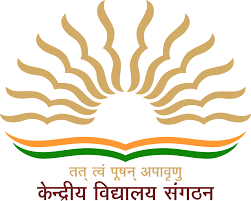 तत् त्वं पूषन् अपावृणु
केन्द्रीय विद्यालय संगठन